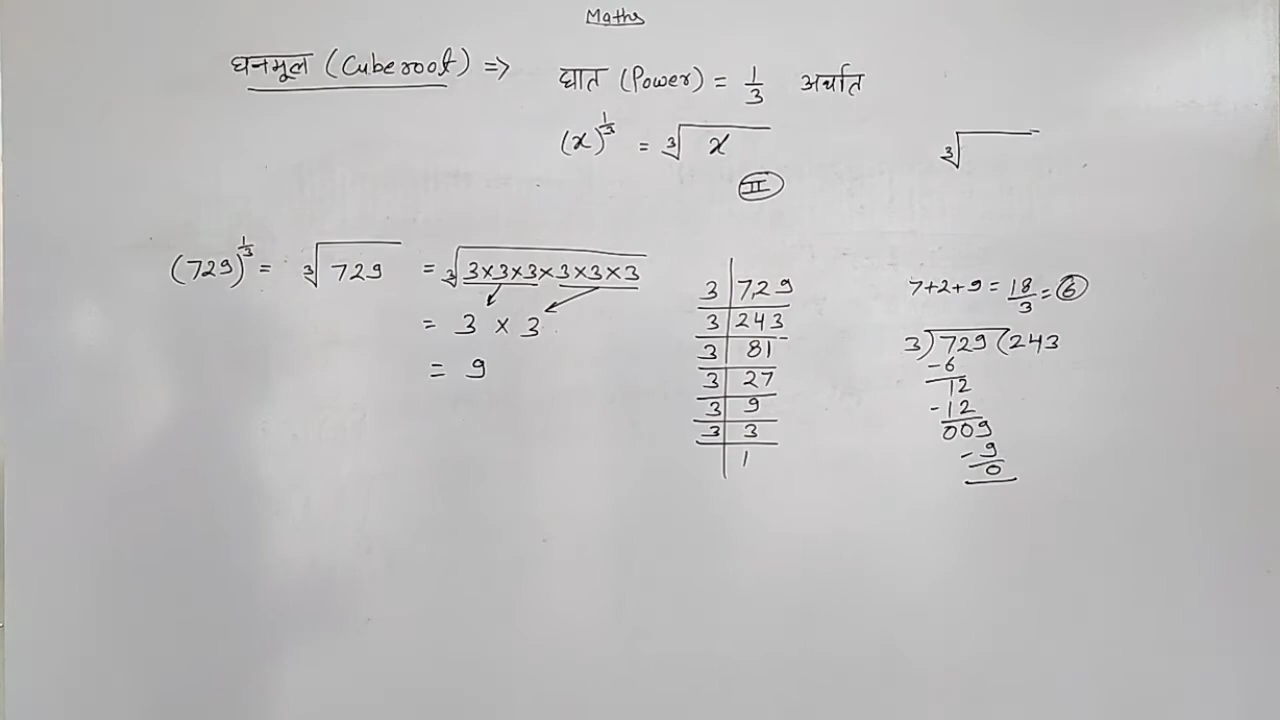 Maths
घनमूल (Cube root) ⇒ घात (Power) = 1/3 अर्थात
(x)^1/3 = ∛x
∛
II
(729)^1/3 = ∛729 = ∛3×3×3×3×3×3
= 3 × 3
= 9
3 | 729
3 | 243
3 | 81
3 | 27
3 | 9
3 | 3
| 1
7+2+9 = 18/3 = 6
3) 729 (243
-6
12
-12
009
-9
0